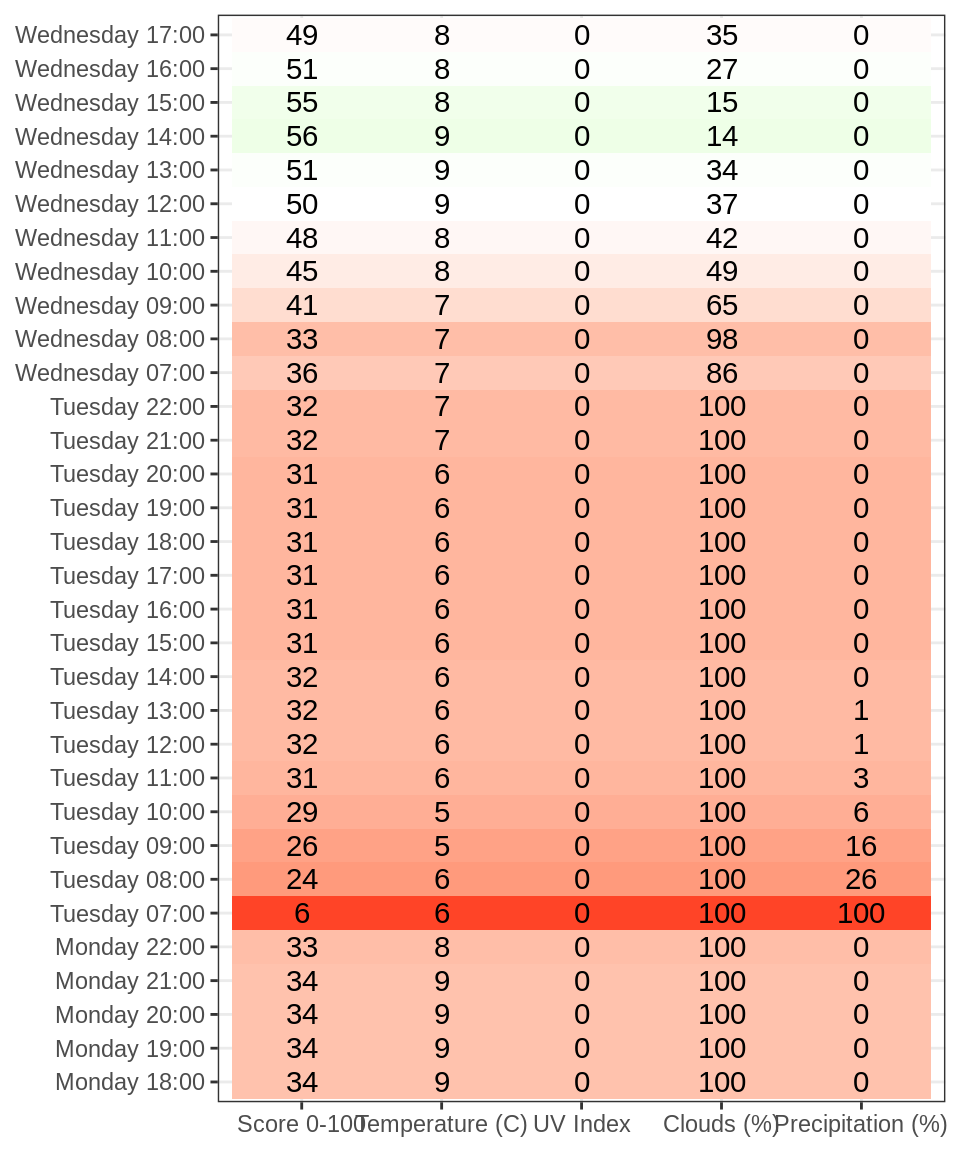 Wednesday 17:00 49 8 0 35 0
Wednesday 16:00 51 8 0 27 0
Wednesday 15:00 55 8 0 15 0
Wednesday 14:00 56 9 0 14 0
Wednesday 13:00 51 9 0 34 0
Wednesday 12:00 50 9 0 37 0
Wednesday 11:00 48 8 0 42 0
Wednesday 10:00 45 8 0 49 0
Wednesday 09:00 41 7 0 65 0
Wednesday 08:00 33 7 0 98 0
Wednesday 07:00 36 7 0 86 0
Tuesday 22:00 32 7 0 100 0
Tuesday 21:00 32 7 0 100 0
Tuesday 20:00 31 6 0 100 0
Tuesday 19:00 31 6 0 100 0
Tuesday 18:00 31 6 0 100 0
Tuesday 17:00 31 6 0 100 0
Tuesday 16:00 31 6 0 100 0
Tuesday 15:00 31 6 0 100 0
Tuesday 14:00 32 6 0 100 0
Tuesday 13:00 32 6 0 100 1
Tuesday 12:00 32 6 0 100 1
Tuesday 11:00 31 6 0 100 3
Tuesday 10:00 29 5 0 100 6
Tuesday 09:00 26 5 0 100 16
Tuesday 08:00 24 6 0 100 26
Tuesday 07:00 6 6 0 100 100
Monday 22:00 33 8 0 100 0
Monday 21:00 34 9 0 100 0
Monday 20:00 34 9 0 100 0
Monday 19:00 34 9 0 100 0
Monday 18:00 34 9 0 100 0
Score 0-100 Temperature (C) UV Index Clouds (%) Precipitation (%)